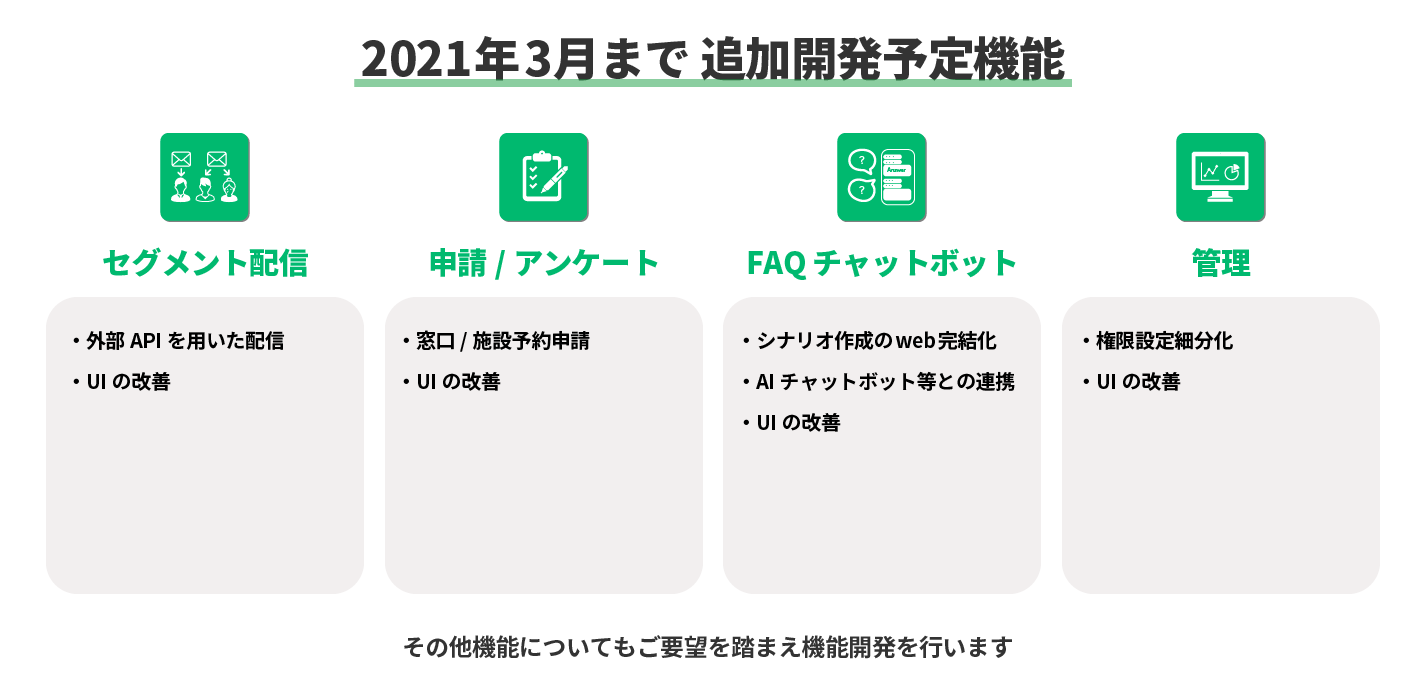 2021年3月まで 追加開発予定機能
?
?
Answer
セグメント配信
申請 / アンケート
FAQ チャットボット
管理
・外部 API を用いた配信
・UI の改善
・窓口 / 施設予約申請
・UI の改善
・シナリオ作成のweb完結化
・AI チャットボット等との連携
・UI の改善
・権限設定細分化
・UI の改善
その他機能についてもご要望を踏まえ機能開発を行います